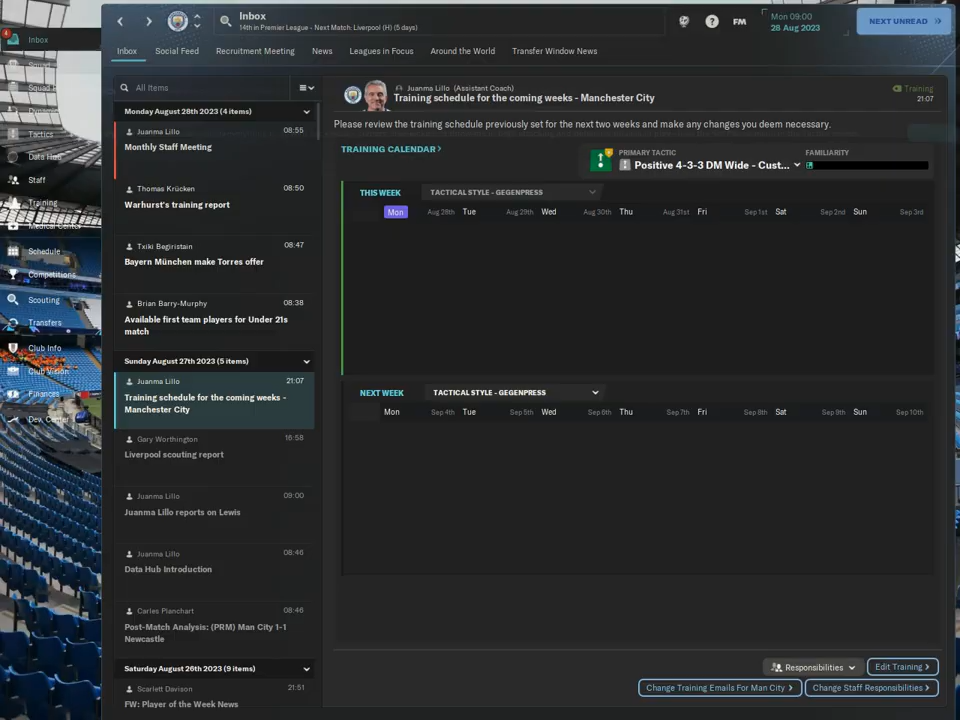 Inbox
14th in Premier League - Next Match: Liverpool (H) (5 days)
FM
Mon 09:00
28 Aug 2023
NEXT UNREAD
4
Inbox
Inbox
Social Feed
Recruitment Meeting
News
Leagues in Focus
Around the World
Transfer Window News
Squad
Tactics
Data Hub
Staff
Training
Medical Center
Schedule
Competitions
Scouting
Transfers
Club Info
Club Vision
Finances
Dev. Center
All Items
Monday August 28th 2023 (4 items)
Juanma Lillo 08:55
Monthly Staff Meeting
Thomas Krücken 08:50
Warhurst's training report
Txiki Begiristain 08:47
Bayern München make Torres offer
Brian Barry-Murphy 08:38
Available first team players for Under 21s
match
Sunday August 27th 2023 (5 items)
Juanma Lillo 21:07
Training schedule for the coming weeks -
Manchester City
Gary Worthington 16:58
Liverpool scouting report
Juanma Lillo 09:00
Juanma Lillo reports on Lewis
Juanma Lillo 08:46
Data Hub Introduction
Carles Planchart 08:46
Post-Match Analysis: (PRM) Man City 1-1
Newcastle
Saturday August 26th 2023 (9 items)
Scarlett Davison 21:51
FW: Player of the Week News
Juanma Lillo (Assistant Coach)
Training schedule for the coming weeks - Manchester City
Training
21:07
Please review the training schedule previously set for the next two weeks and make any changes you deem necessary.
TRAINING CALENDAR
PRIMARY TACTIC
Positive 4-3-3 DM Wide - Cust...
FAMILIARITY
THIS WEEK
TACTICAL STYLE - GEGENPRESS
Mon Aug 28th Tue Aug 29th Wed Aug 30th Thu Aug 31st Fri Sep 1st Sat Sep 2nd Sun Sep 3rd
NEXT WEEK
TACTICAL STYLE - GEGENPRESS
Mon Sep 4th Tue Sep 5th Wed Sep 6th Thu Sep 7th Fri Sep 8th Sat Sep 9th Sun Sep 10th
Responsibilities
Edit Training
Change Training Emails For Man City
Change Staff Responsibilities